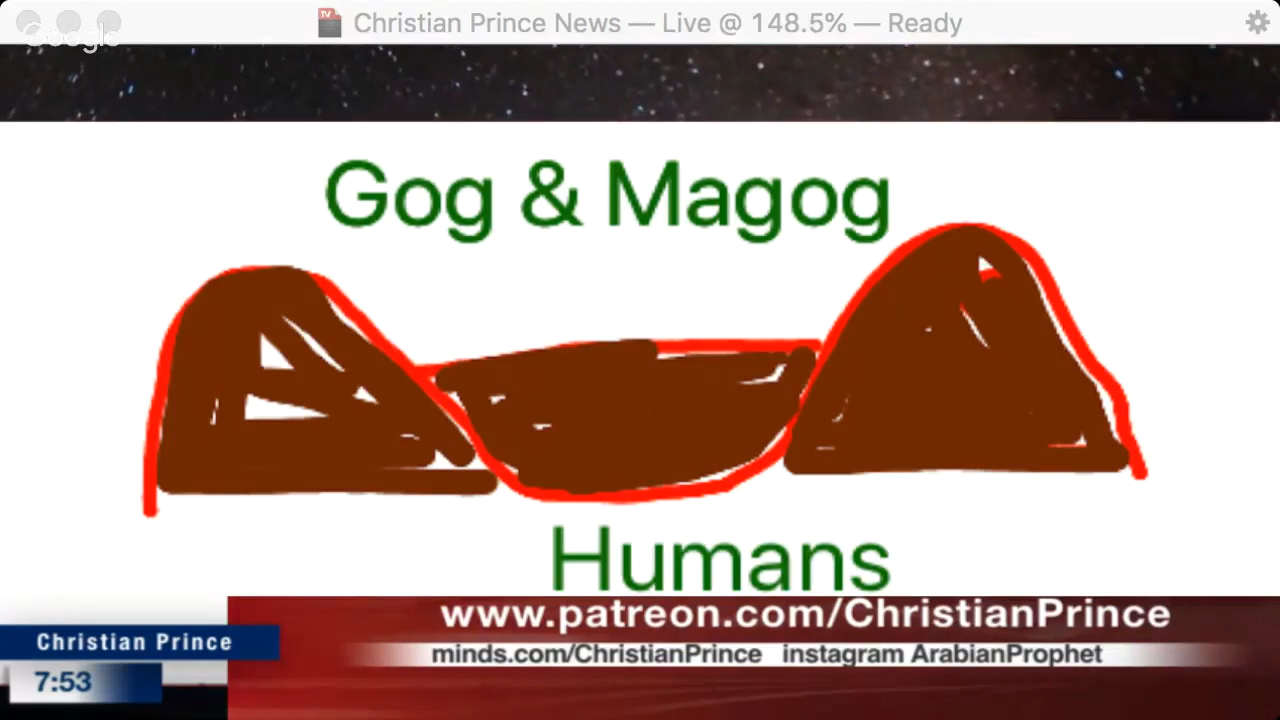 Christian Prince News — Live @ 148.5% — Ready
Google
Gog & Magog
Humans
www.patreon.com/ChristianPrince
Christian Prince
minds.com/ChristianPrince instagram ArabianProphet
7:53